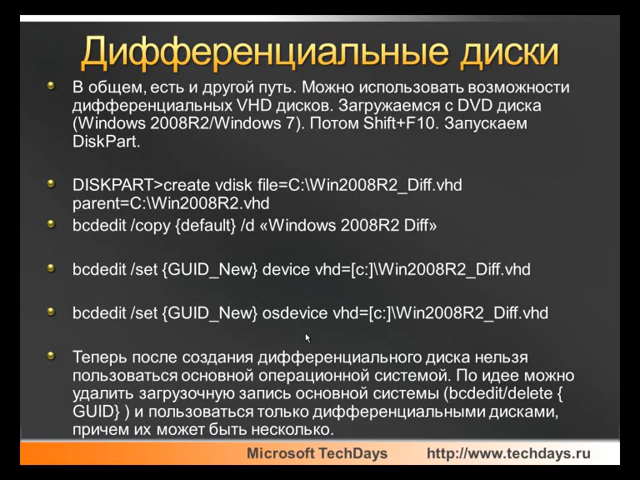 Дифференциальные диски
В общем, есть и другой путь. Можно использовать возможности
дифференциальных VHD дисков. Загружаемся с DVD диска
(Windows 2008R2/Windows 7). Потом Shift+F10. Запускаем
DiskPart.
DISKPART>create vdisk file=C:\Win2008R2_Diff.vhd
parent=C:\Win2008R2.vhd
bcdedit /copy {default} /d «Windows 2008R2 Diff»
bcdedit /set {GUID_New} device vhd=[c:]\Win2008R2_Diff.vhd
bcdedit /set {GUID_New} osdevice vhd=[c:]\Win2008R2_Diff.vhd
Теперь после создания дифференциального диска нельзя
пользоваться основной операционной системой. По идее можно
удалить загрузочную запись основной системы (bcdedit/delete {
GUID} ) и пользоваться только дифференциальными дисками,
причем их может быть несколько.
Microsoft TechDays http://www.techdays.ru